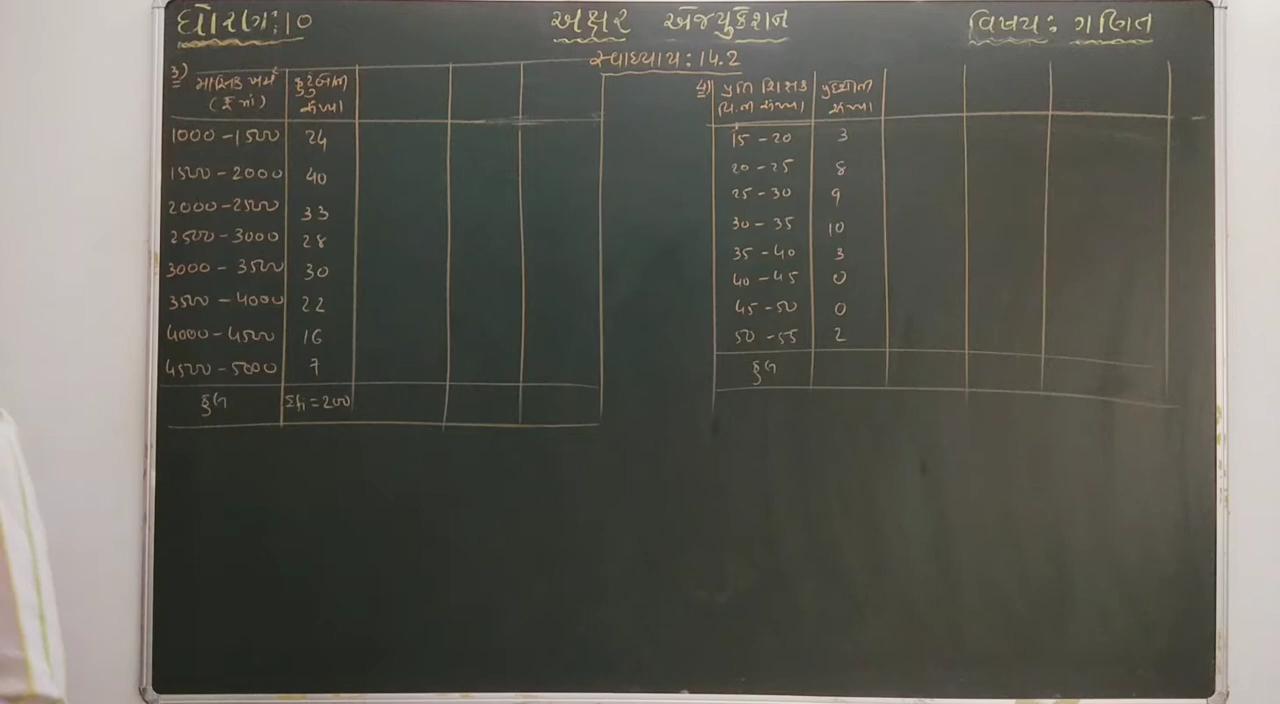 ધોરણ:10
અક્ષર એજ્યુકેશન
વિષય: ગણિત
સ્વાધ્યાય: 14.2
3) માસિક ખર્ચ કુટુંબોની
(₹ માં) સંખ્યા
1000-1500 24
1500-2000 40
2000-2500 33
2500-3000 28
3000-3500 30
3500-4000 22
4000-4500 16
4500-5000 7
કુલ Σfi=200
4) પ્રતિ શિક્ષક
વિ.ની સંખ્યા સંખ્યા
15-20 3
20-25 8
25-30 9
30-35 10
35-40 3
40-45 0
45-50 0
50-55 2
કુલ